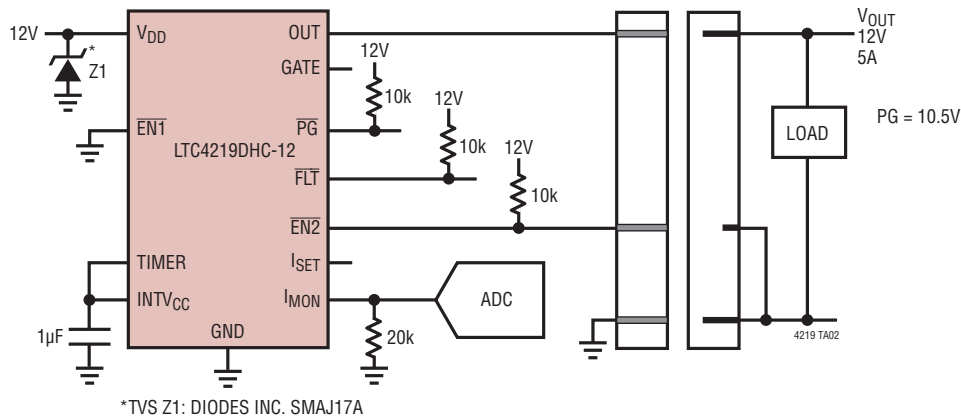 12V
V_DD
OUT
*
Z1
GATE
12V
10k
EN1
PG
12V
LTC4219DHC-12
10k
FLT
12V
10k
EN2
TIMER
I_SET
INTV_CC
I_MON
ADC
1µF
GND
20k
V_OUT
12V
5A
LOAD
PG = 10.5V
4219 TA02
*TVS Z1: DIODES INC. SMAJ17A